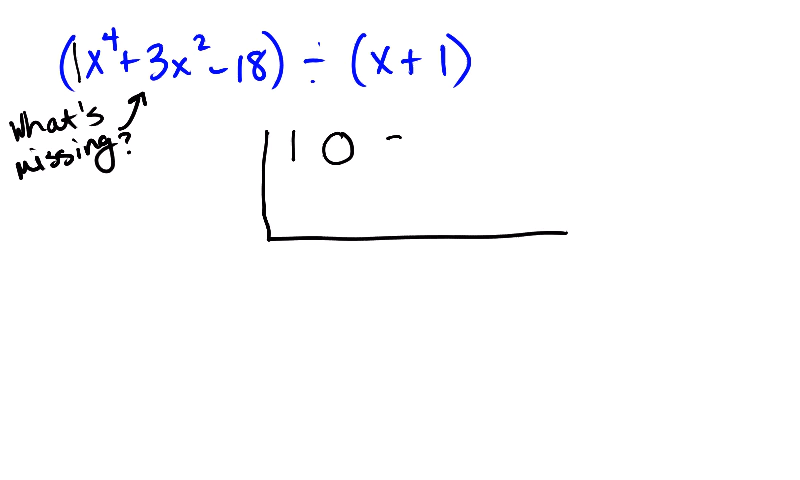 (1x⁴+3x²-18) ÷ (x+1)
What's
missing?
1 0